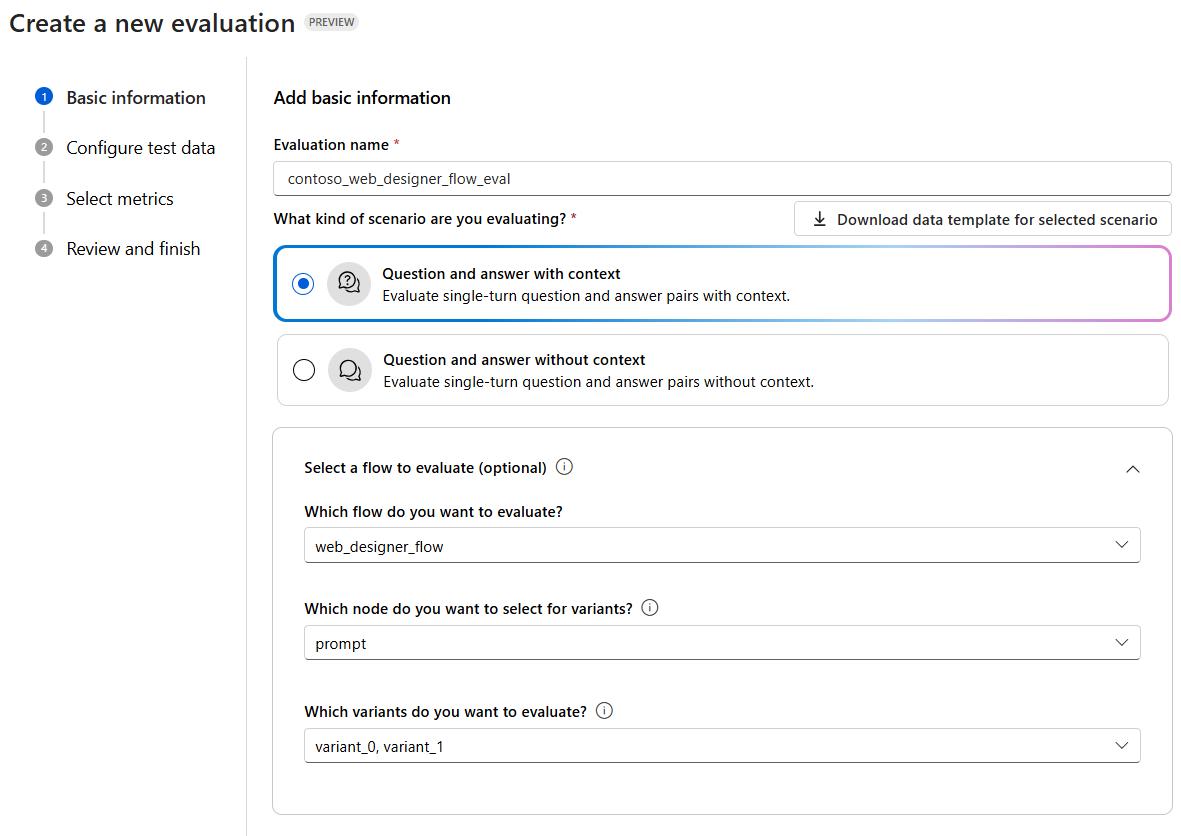 Create a new evaluation PREVIEW
1 Basic information
2 Configure test data
3 Select metrics
4 Review and finish
Add basic information
Evaluation name *
contoso_web_designer_flow_eval
What kind of scenario are you evaluating? *
Download data template for selected scenario
Question and answer with context
Evaluate single-turn question and answer pairs with context.
Question and answer without context
Evaluate single-turn question and answer pairs without context.
Select a flow to evaluate (optional)
Which flow do you want to evaluate?
web_designer_flow
Which node do you want to select for variants?
prompt
Which variants do you want to evaluate?
variant_0, variant_1